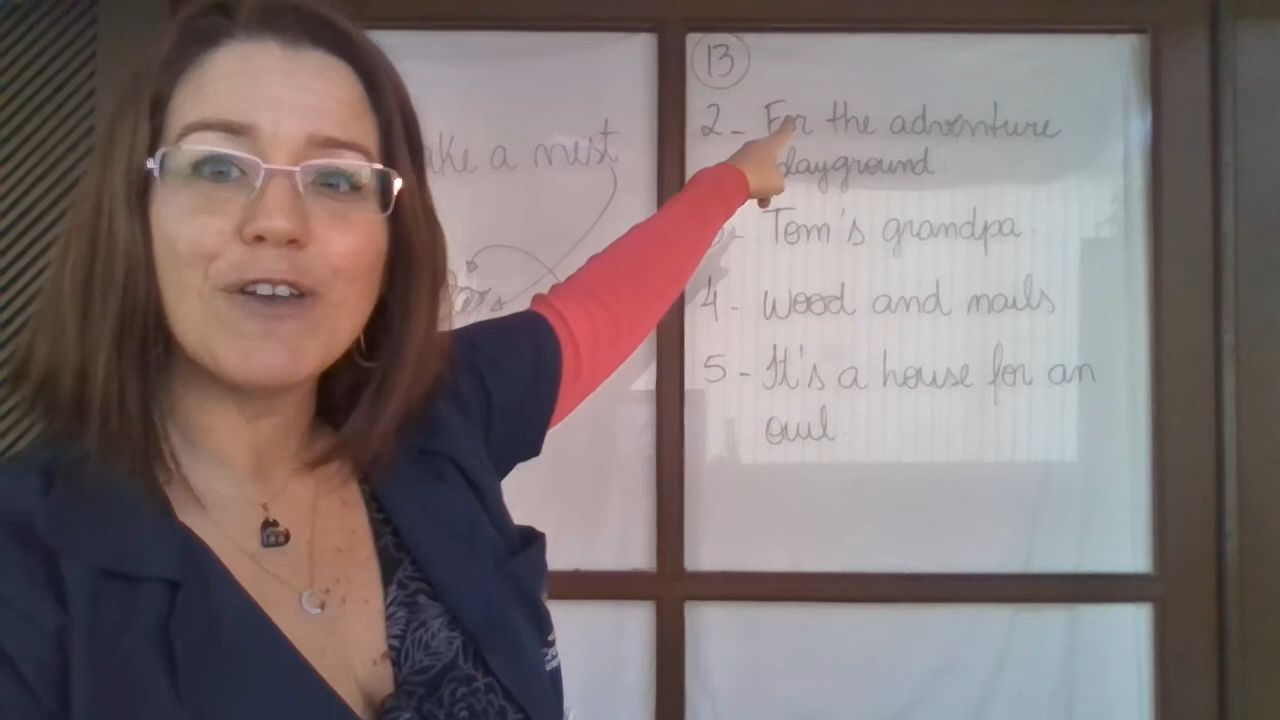 a nest
13
2- For the adventure
playground.
- Tom's grandpa.
4- Wood and nails
5- It's a house for an
owl.